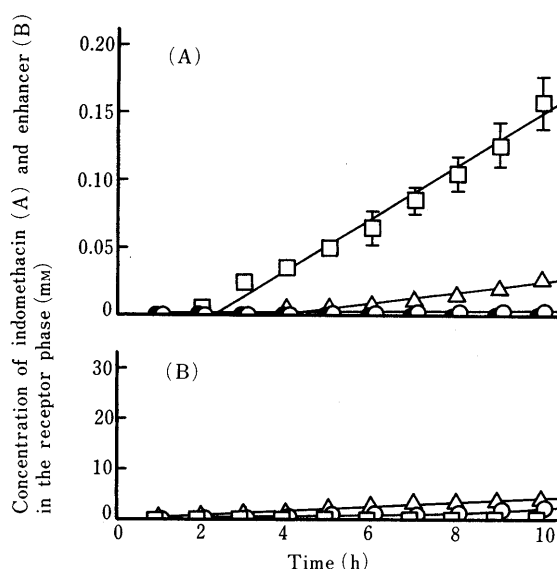 Concentration of indomethacin (A) and enhancer (B)
in the receptor phase (mM)
(A)
0.20
0.15
0.10
0.05
0
(B)
30
20
10
0
0 2 4 6 8 10
Time (h)